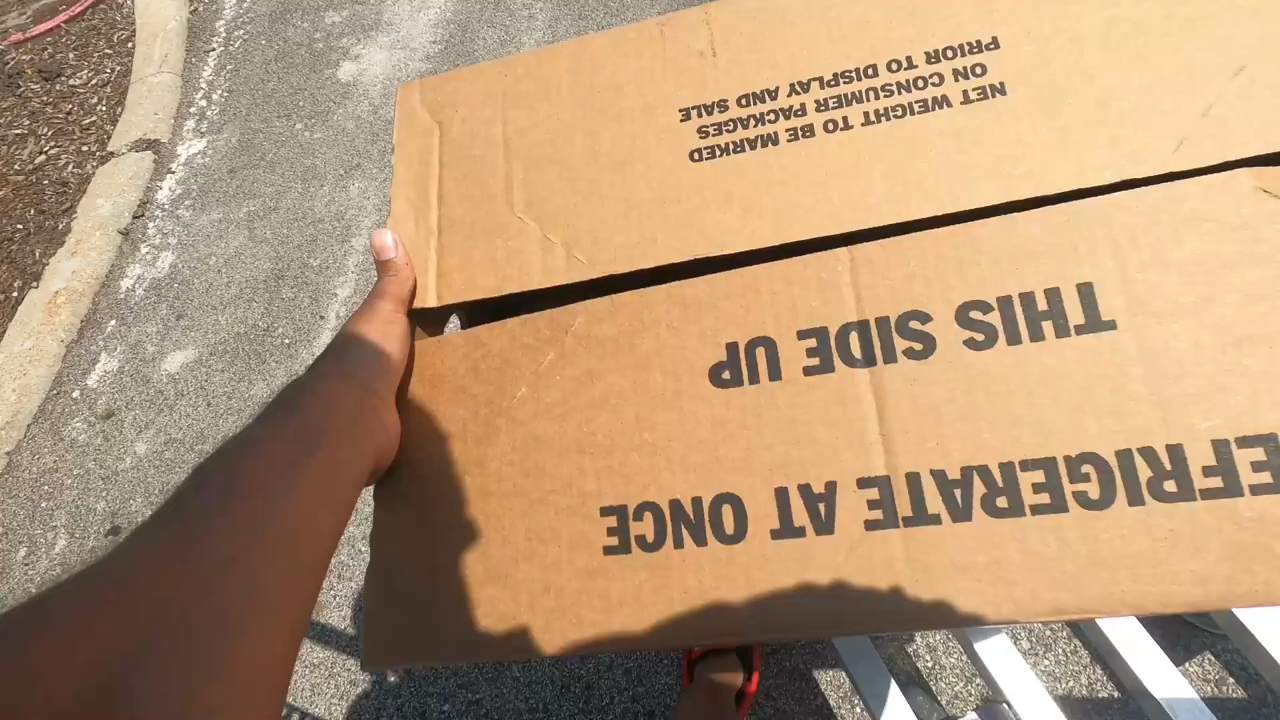 EFRIGERATE AT ONCE
THIS SIDE UP
NET WEIGHT TO BE MARKED
ON CONSUMER PACKAGES
PRIOR TO DISPLAY AND SALE